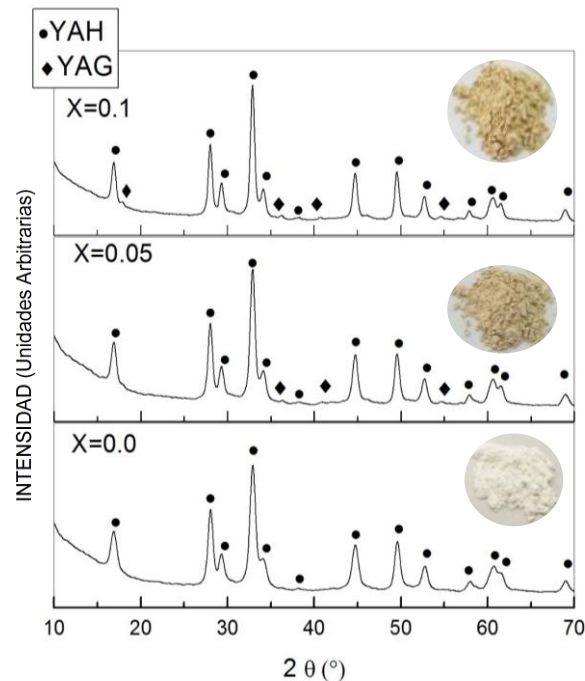 ●YAH
◆YAG
X=0.1
X=0.05
X=0.0
INTENSIDAD (Unidades Arbitrarias)
10 20 30 40 50 60 70
2 θ (°)